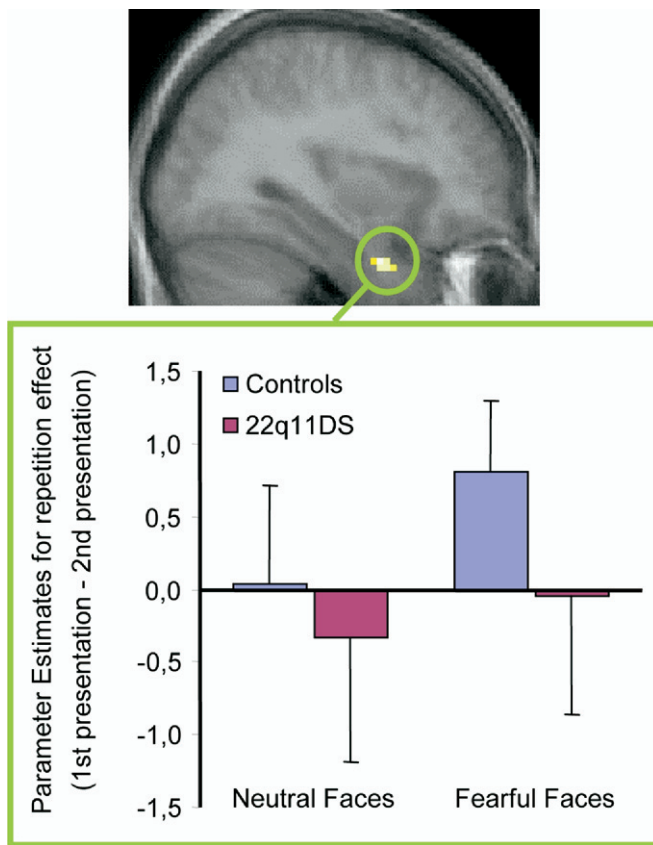 Parameter Estimates for repetition effect
(1st presentation - 2nd presentation)
1,5
1,0
0,5
0,0
-0,5
-1,0
-1,5
Controls
22q11DS
Neutral Faces
Fearful Faces